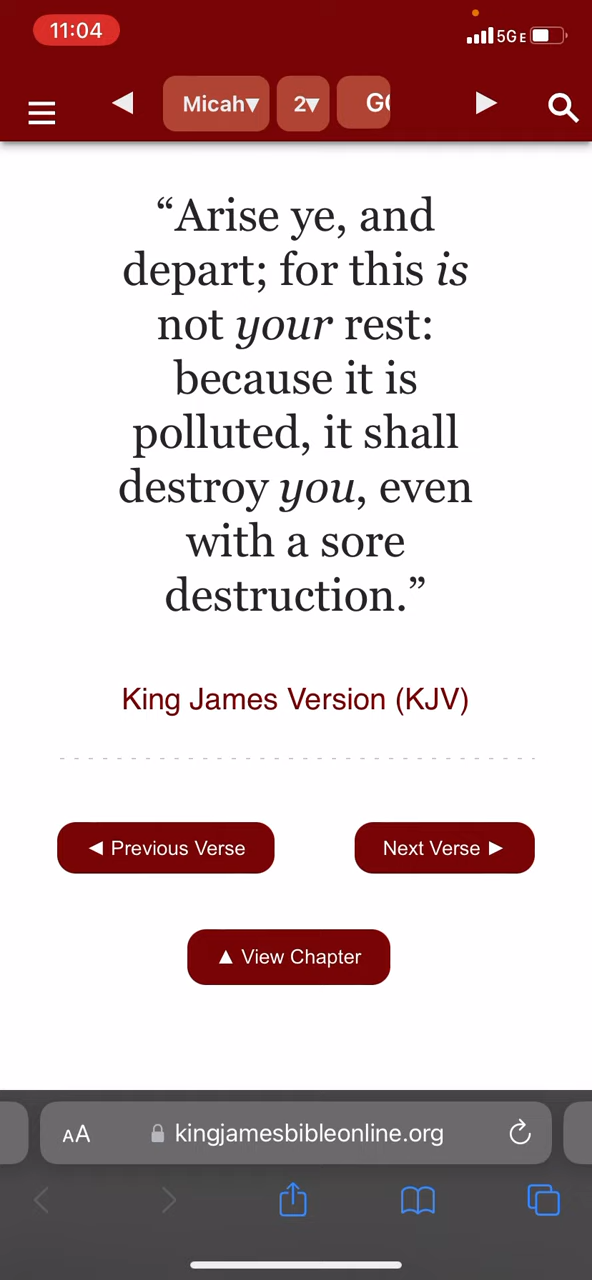 11:04
5GE
Micah▾ 2▾ GO
“Arise ye, and
depart; for this is
not your rest:
because it is
polluted, it shall
destroy you, even
with a sore
destruction.”
King James Version (KJV)
◄ Previous Verse
Next Verse ►
▲ View Chapter
AA
kingjamesbibleonline.org